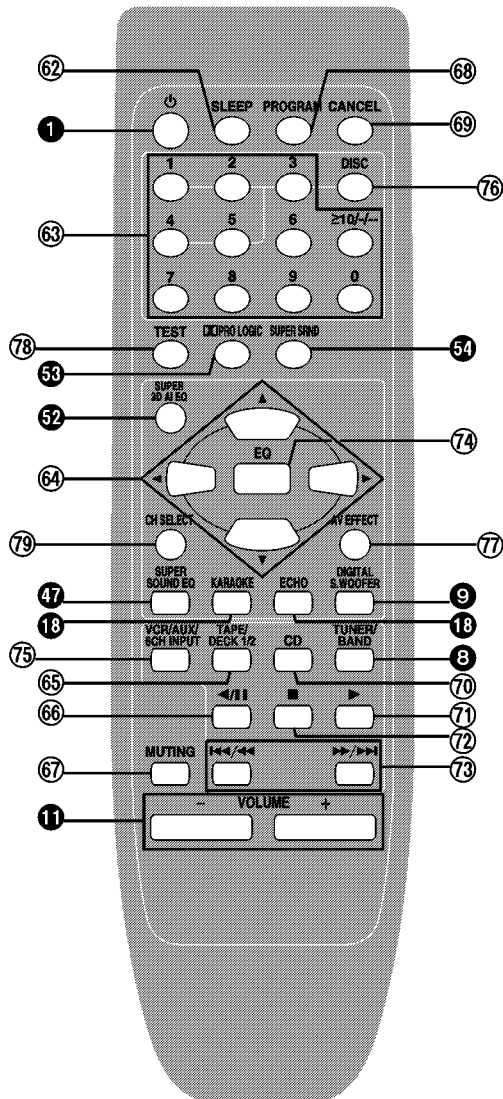 62 68
1 ⏻ SLEEP PROGRAM CANCEL 69
1 2 3 DISC 76
63 4 5 6 ≥10/-/--
7 8 9 0
78 TEST PRO LOGIC SUPER SRND
53 54
52 SUPER
3D AI EQ
▲
EQ 74
64 ◄ ►
79 CH SELECT AV EFFECT 77
▼
SUPER
SOUND EQ KARAOKE ECHO DIGITAL
S.WOOFER
47 9
18 18
VCR/AUX/
6CH INPUT TAPE/
DECK 1/2 CD TUNER/
BAND
75 8
65 70
66 ◄/❚❚ ■ ► 71
72
67 MUTING |◄◄/◄◄ ►►/►►| 73
11 – VOLUME +